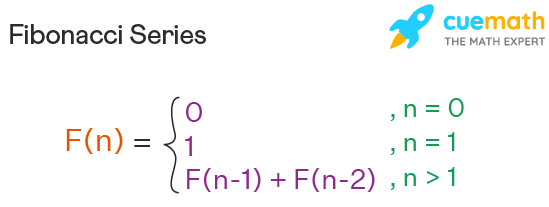 Fibonacci Series
cuemath
THE MATH EXPERT
0 , n = 0
F(n) = 1 , n = 1
F(n-1) + F(n-2) , n > 1